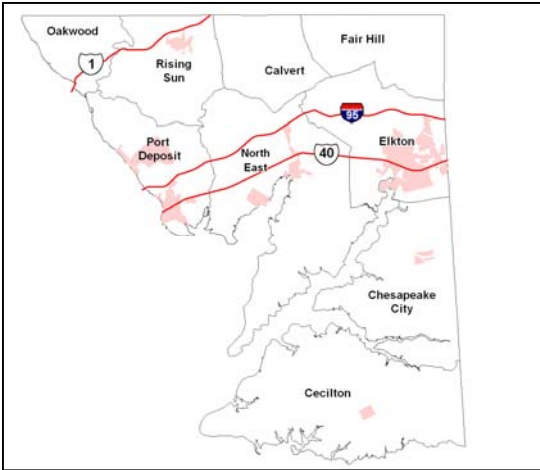 Oakwood
Fair Hill
1
Rising
Sun
Calvert
95
Port
Deposit
North
East
40
Elkton
Chesapeake
City
Cecilton